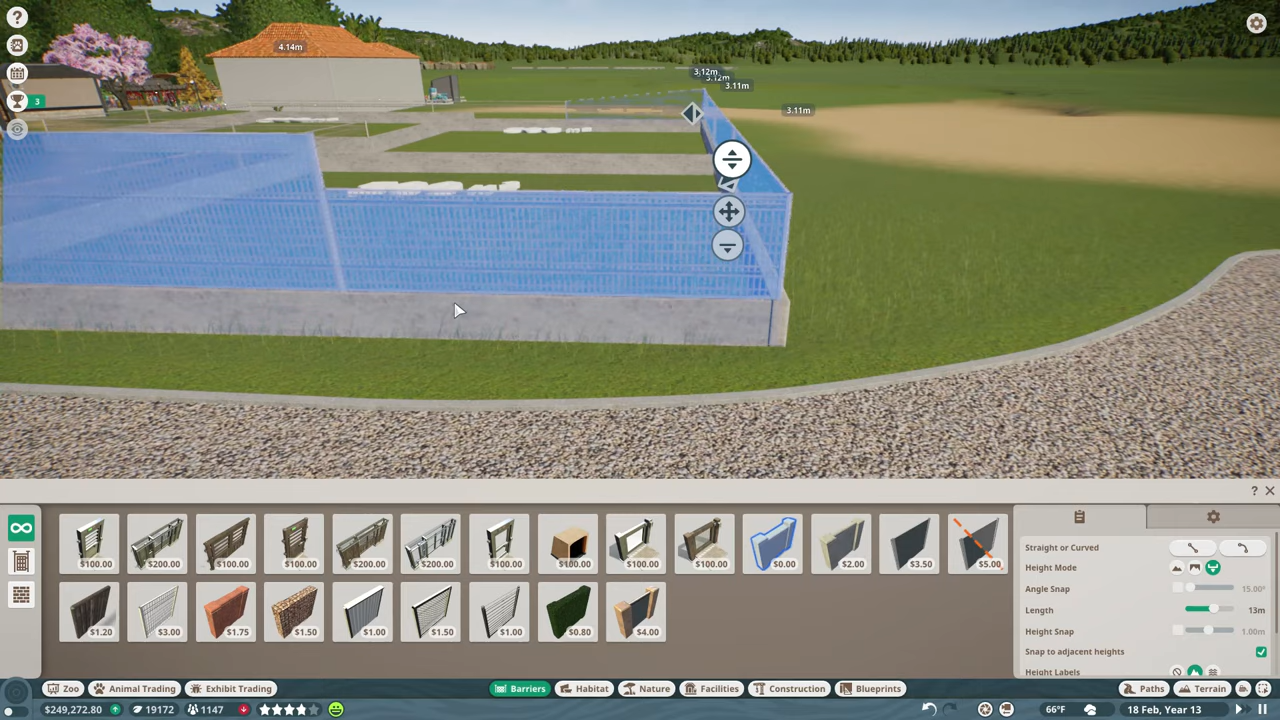 ?
3
4.14m
3.12m
3.12m
3.11m
3.11m
? ×
$100.00 $200.00 $100.00 $100.00 $200.00 $200.00 $100.00 $100.00 $100.00 $100.00 $0.00 $2.00 $3.50 $5.00
$1.20 $3.00 $1.75 $1.50 $1.00 $1.50 $1.00 $0.80 $4.00
Straight or Curved
Height Mode
Angle Snap 15.00°
Length 13m
Height Snap 1.00m
Snap to adjacent heights
Height Labels
Zoo Animal Trading Exhibit Trading Barriers Habitat Nature Facilities Construction Blueprints Paths Terrain
$249,272.80 19172 1147 66°F 18 Feb, Year 13